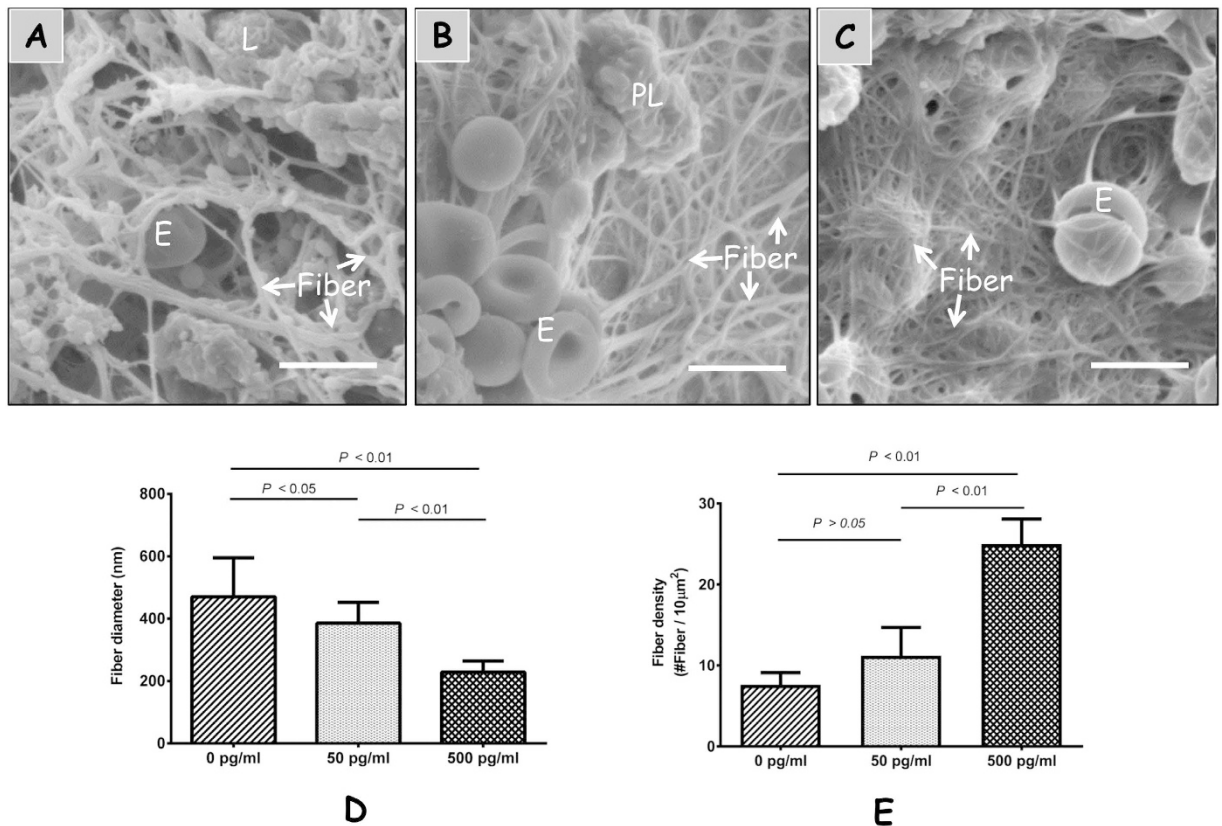 A
L
E
Fiber
B
PL
E
Fiber
C
E
Fiber
P < 0.01
P < 0.05
P < 0.01
800
600
400
200
0
Fiber diameter (nm)
0 pg/ml 50 pg/ml 500 pg/ml
D
P < 0.01
P < 0.01
P > 0.05
30
20
10
0
Fiber density
(#Fiber / 10μm²)
0 pg/ml 50 pg/ml 500 pg/ml
E